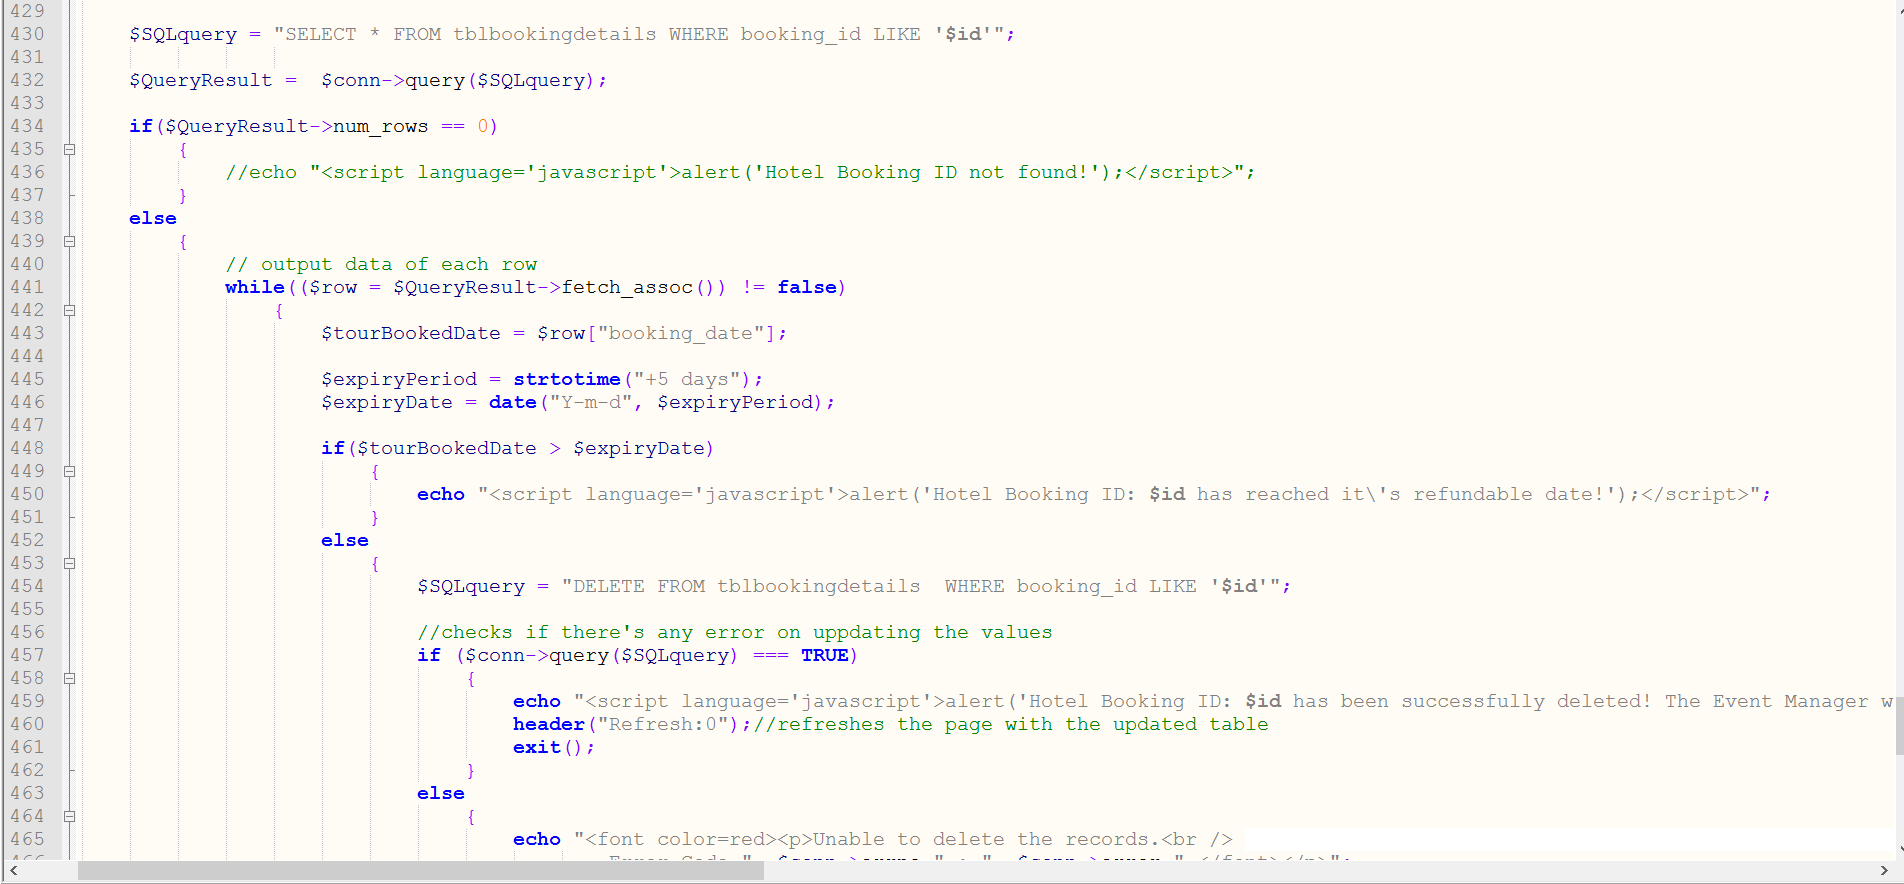 429
430 $SQLquery = "SELECT * FROM tblbookingdetails WHERE booking_id LIKE '$id'";
431
432 $QueryResult =  $conn->query($SQLquery);
433
434 if($QueryResult->num_rows == 0)
435 {
436 //echo "<script language='javascript'>alert('Hotel Booking ID not found!');</script>";
437 }
438 else
439 {
440 // output data of each row
441 while(($row = $QueryResult->fetch_assoc()) != false)
442 {
443 $tourBookedDate = $row["booking_date"];
444
445 $expiryPeriod = strtotime("+5 days");
446 $expiryDate = date("Y-m-d", $expiryPeriod);
447
448 if($tourBookedDate > $expiryDate)
449 {
450 echo "<script language='javascript'>alert('Hotel Booking ID: $id has reached it\'s refundable date!');</script>";
451 }
452 else
453 {
454 $SQLquery = "DELETE FROM tblbookingdetails  WHERE booking_id LIKE '$id'";
455
456 //checks if there's any error on uppdating the values
457 if ($conn->query($SQLquery) === TRUE)
458 {
459 echo "<script language='javascript'>alert('Hotel Booking ID: $id has been successfully deleted! The Event Manager w
460 header("Refresh:0");//refreshes the page with the updated table
461 exit();
462 }
463 else
464 {
465 echo "<font color=red><p>Unable to delete the records.<br />